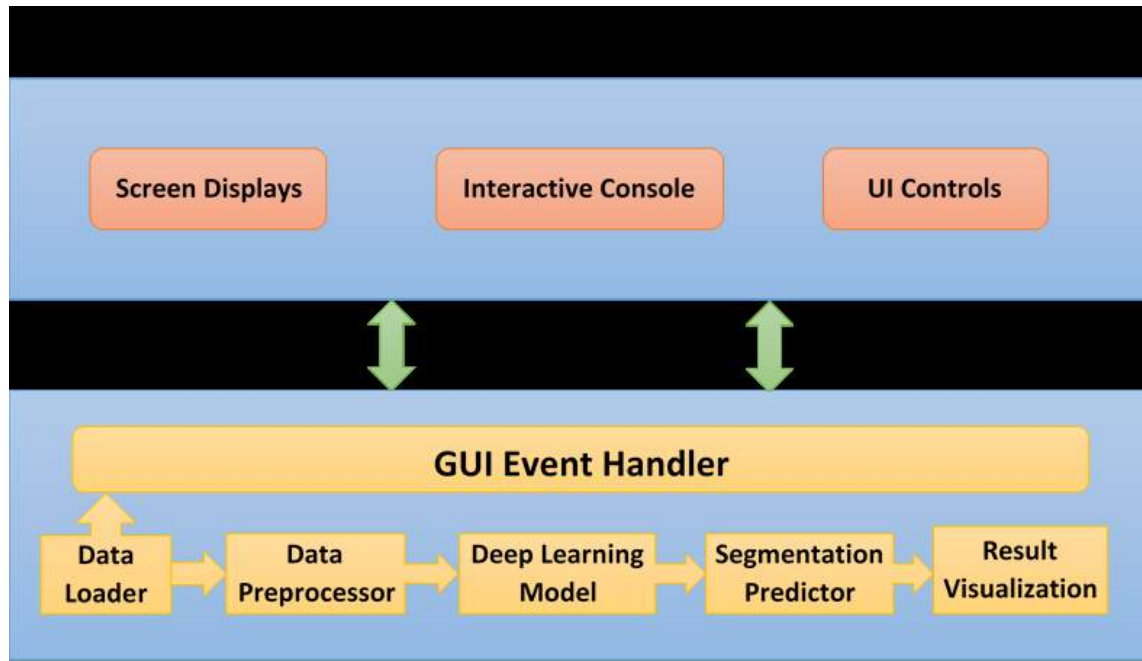 Screen Displays
Interactive Console
UI Controls
GUI Event Handler
Data
Loader
Data
Preprocessor
Deep Learning
Model
Segmentation
Predictor
Result
Visualization